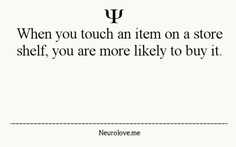 Ψ
When you touch an item on a store
shelf, you are more likely to buy it.
Neurolove.me